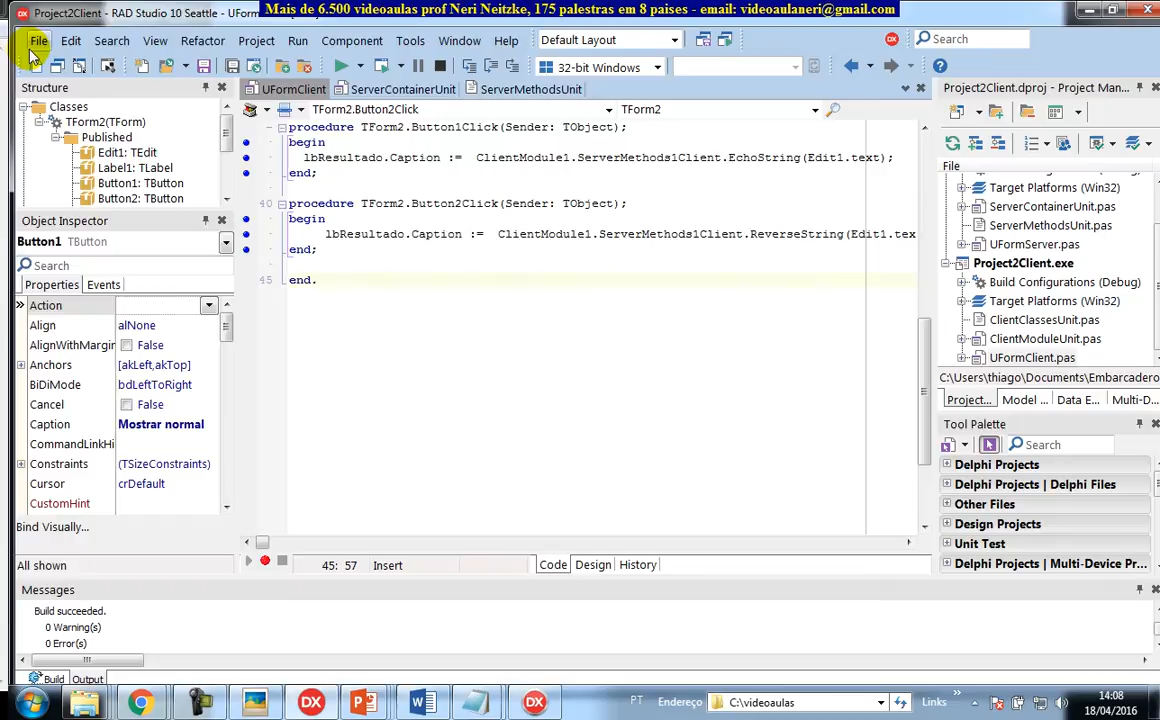 Mais de 6.500 videoaulas prof Neri Neitzke, 175 palestras em 8 paises - email: videoaulaneri@gmail.com
Project2Client - RAD Studio 10 Seattle - UFor
File Edit Search View Refactor Project Run Component Tools Window Help Default Layout Search
32-bit Windows
Structure
UFormClient ServerContainerUnit ServerMethodsUnit
Project2Client.dproj - Project Man...
TForm2.Button2Click TForm2
Classes
TForm2(TForm)
Published
Edit1: TEdit
Label1: TLabel
Button1: TButton
Button2: TButton
procedure TForm2.Button1Click(Sender: TObject);
begin
lbResultado.Caption := ClientModule1.ServerMethods1Client.EchoString(Edit1.text);
end;
40 procedure TForm2.Button2Click(Sender: TObject);
begin
lbResultado.Caption := ClientModule1.ServerMethods1Client.ReverseString(Edit1.tex
end;
45 end.
File
Target Platforms (Win32)
ServerContainerUnit.pas
ServerMethodsUnit.pas
UFormServer.pas
Project2Client.exe
Build Configurations (Debug)
Target Platforms (Win32)
ClientClassesUnit.pas
ClientModuleUnit.pas
UFormClient.pas
C:\Users\thiago\Documents\Embarcadero
Project... Model ... Data E... Multi-D...
Object Inspector
Button1 TButton
Search
Properties Events
Action
Align alNone
AlignWithMargin False
Anchors [akLeft,akTop]
BiDiMode bdLeftToRight
Cancel False
Caption Mostrar normal
CommandLinkHi
Constraints (TSizeConstraints)
Cursor crDefault
CustomHint
Bind Visually...
All shown
Tool Palette
Search
Delphi Projects
Delphi Projects | Delphi Files
Other Files
Design Projects
Unit Test
Delphi Projects | Multi-Device Pr...
45: 57 Insert Code Design History
Messages
Build succeeded.
0 Warning(s)
0 Error(s)
Build Output
PT Endereço C:\videoaulas Links
14:08
18/04/2016